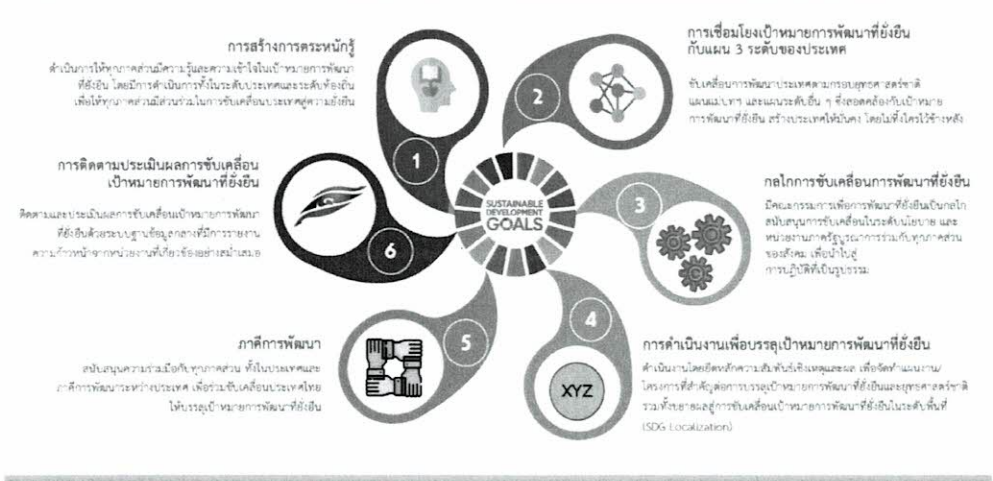 การสร้างการตระหนักรู้
ดำเนินการให้ทุกภาคส่วนมีความรู้และความเข้าใจในเป้าหมายการพัฒนา
ที่ยั่งยืน โดยมีการดำเนินการทั้งในระดับประเทศและระดับท้องถิ่น
เพื่อให้ทุกภาคส่วนมีส่วนร่วมในการขับเคลื่อนประเทศสู่ความยั่งยืน
1
การเชื่อมโยงเป้าหมายการพัฒนาที่ยั่งยืน
กับแผน 3 ระดับของประเทศ
ขับเคลื่อนการพัฒนาประเทศตามกรอบยุทธศาสตร์ชาติ
แผนแม่บทฯ และแผนระดับอื่น ๆ ซึ่งสอดคล้องกับเป้าหมาย
การพัฒนาที่ยั่งยืน สร้างประเทศให้มั่นคง โดยไม่ทิ้งใครไว้ข้างหลัง
2
กลไกการขับเคลื่อนการพัฒนาที่ยั่งยืน
มีคณะกรรมการเพื่อการพัฒนาที่ยั่งยืนเป็นกลไก
สนับสนุนการขับเคลื่อนในระดับนโยบาย และ
หน่วยงานภาครัฐบูรณาการร่วมกับทุกภาคส่วน
ของสังคม เพื่อนำไปสู่
การปฏิบัติที่เป็นรูปธรรม
3
การดำเนินงานเพื่อบรรลุเป้าหมายการพัฒนาที่ยั่งยืน
ดำเนินงานโดยยึดหลักความสัมพันธ์เชิงเหตุและผล เพื่อจัดทำแผนงาน/
โครงการที่สำคัญต่อการบรรลุเป้าหมายการพัฒนาที่ยั่งยืนและยุทธศาสตร์ชาติ
รวมทั้งขยายผลสู่การขับเคลื่อนเป้าหมายการพัฒนาที่ยั่งยืนในระดับพื้นที่
(SDG Localization)
4
XYZ
ภาคีการพัฒนา
สนับสนุนความร่วมมือกับทุกภาคส่วน ทั้งในประเทศและ
ภาคีการพัฒนาระหว่างประเทศ เพื่อร่วมขับเคลื่อนประเทศไทย
ให้บรรลุเป้าหมายการพัฒนาที่ยั่งยืน
5
การติดตามประเมินผลการขับเคลื่อน
เป้าหมายการพัฒนาที่ยั่งยืน
ติดตามและประเมินผลการขับเคลื่อนเป้าหมายการพัฒนา
ที่ยั่งยืนด้วยระบบฐานข้อมูลกลางที่มีการรายงาน
ความก้าวหน้าจากหน่วยงานที่เกี่ยวข้องอย่างสม่ำเสมอ
6
SUSTAINABLE
DEVELOPMENT
GOALS